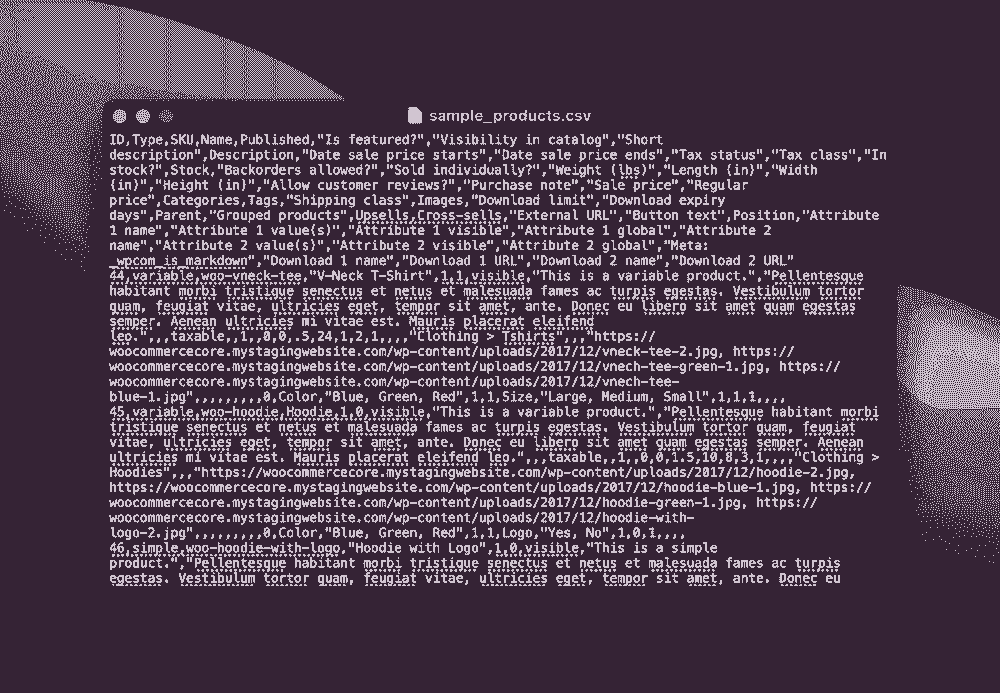 sample_products.csv
ID,Type,SKU,Name,Published,"Is featured?","Visibility in catalog","Short
description",Description,"Date sale price starts","Date sale price ends","Tax status","Tax class","In
stock?",Stock,"Backorders allowed?","Sold individually?","Weight (lbs)","Length (in)","Width
(in)","Height (in)","Allow customer reviews?","Purchase note","Sale price","Regular
price",Categories,Tags,"Shipping class",Images,"Download limit","Download expiry
days",Parent,"Grouped products",Upsells,Cross-sells,"External URL","Button text",Position,"Attribute
1 name","Attribute 1 value(s)","Attribute 1 visible","Attribute 1 global","Attribute 2
name","Attribute 2 value(s)","Attribute 2 visible","Attribute 2 global","Meta:
_wpcom_is_markdown","Download 1 name","Download 1 URL","Download 2 name","Download 2 URL"
44,variable,woo-vneck-tee,"V-Neck T-Shirt",1,1,visible,"This is a variable product.","Pellentesque
habitant morbi tristique senectus et netus et malesuada fames ac turpis egestas. Vestibulum tortor
quam, feugiat vitae, ultricies eget, tempor sit amet, ante. Donec eu libero sit amet quam egestas
semper. Aenean ultricies mi vitae est. Mauris placerat eleifend
leo.",,,taxable,,1,,0,0,.5,24,1,2,1,,,,"Clothing > Tshirts",,,"https://
woocommercecore.mystagingwebsite.com/wp-content/uploads/2017/12/vneck-tee-2.jpg, https://
woocommercecore.mystagingwebsite.com/wp-content/uploads/2017/12/vnech-tee-green-1.jpg, https://
woocommercecore.mystagingwebsite.com/wp-content/uploads/2017/12/vnech-tee-
blue-1.jpg",,,,,,,,,0,Color,"Blue, Green, Red",1,1,Size,"Large, Medium, Small",1,1,1,,,,
45,variable,woo-hoodie,Hoodie,1,0,visible,"This is a variable product.","Pellentesque habitant morbi
tristique senectus et netus et malesuada fames ac turpis egestas. Vestibulum tortor quam, feugiat
vitae, ultricies eget, tempor sit amet, ante. Donec eu libero sit amet quam egestas semper. Aenean
ultricies mi vitae est. Mauris placerat eleifend leo.",,,taxable,,1,,0,0,1.5,10,8,3,1,,,,"Clothing >
Hoodies",,,"https://woocommercecore.mystagingwebsite.com/wp-content/uploads/2017/12/hoodie-2.jpg,
https://woocommercecore.mystagingwebsite.com/wp-content/uploads/2017/12/hoodie-blue-1.jpg, https://
woocommercecore.mystagingwebsite.com/wp-content/uploads/2017/12/hoodie-green-1.jpg, https://
woocommercecore.mystagingwebsite.com/wp-content/uploads/2017/12/hoodie-with-
logo-2.jpg",,,,,,,,,0,Color,"Blue, Green, Red",1,1,Logo,"Yes, No",1,0,1,,,,
46,simple,woo-hoodie-with-logo,"Hoodie with Logo",1,0,visible,"This is a simple
product.","Pellentesque habitant morbi tristique senectus et netus et malesuada fames ac turpis
egestas. Vestibulum tortor quam, feugiat vitae, ultricies eget, tempor sit amet, ante. Donec eu